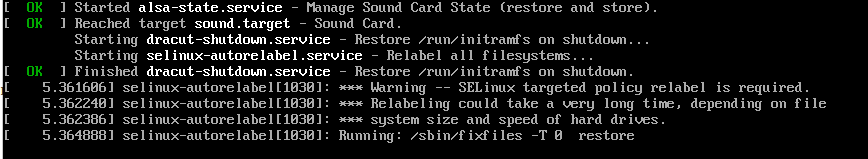 [  OK  ] Started alsa-state.service - Manage Sound Card State (restore and store).
[  OK  ] Reached target sound.target - Sound Card.
         Starting dracut-shutdown.service - Restore /run/initramfs on shutdown...
         Starting selinux-autorelabel.service - Relabel all filesystems...
[  OK  ] Finished dracut-shutdown.service - Restore /run/initramfs on shutdown.
[    5.361606] selinux-autorelabel[1030]: *** Warning -- SELinux targeted policy relabel is required.
[    5.362240] selinux-autorelabel[1030]: *** Relabeling could take a very long time, depending on file
[    5.362386] selinux-autorelabel[1030]: *** system size and speed of hard drives.
[    5.364888] selinux-autorelabel[1030]: Running: /sbin/fixfiles -T 0  restore